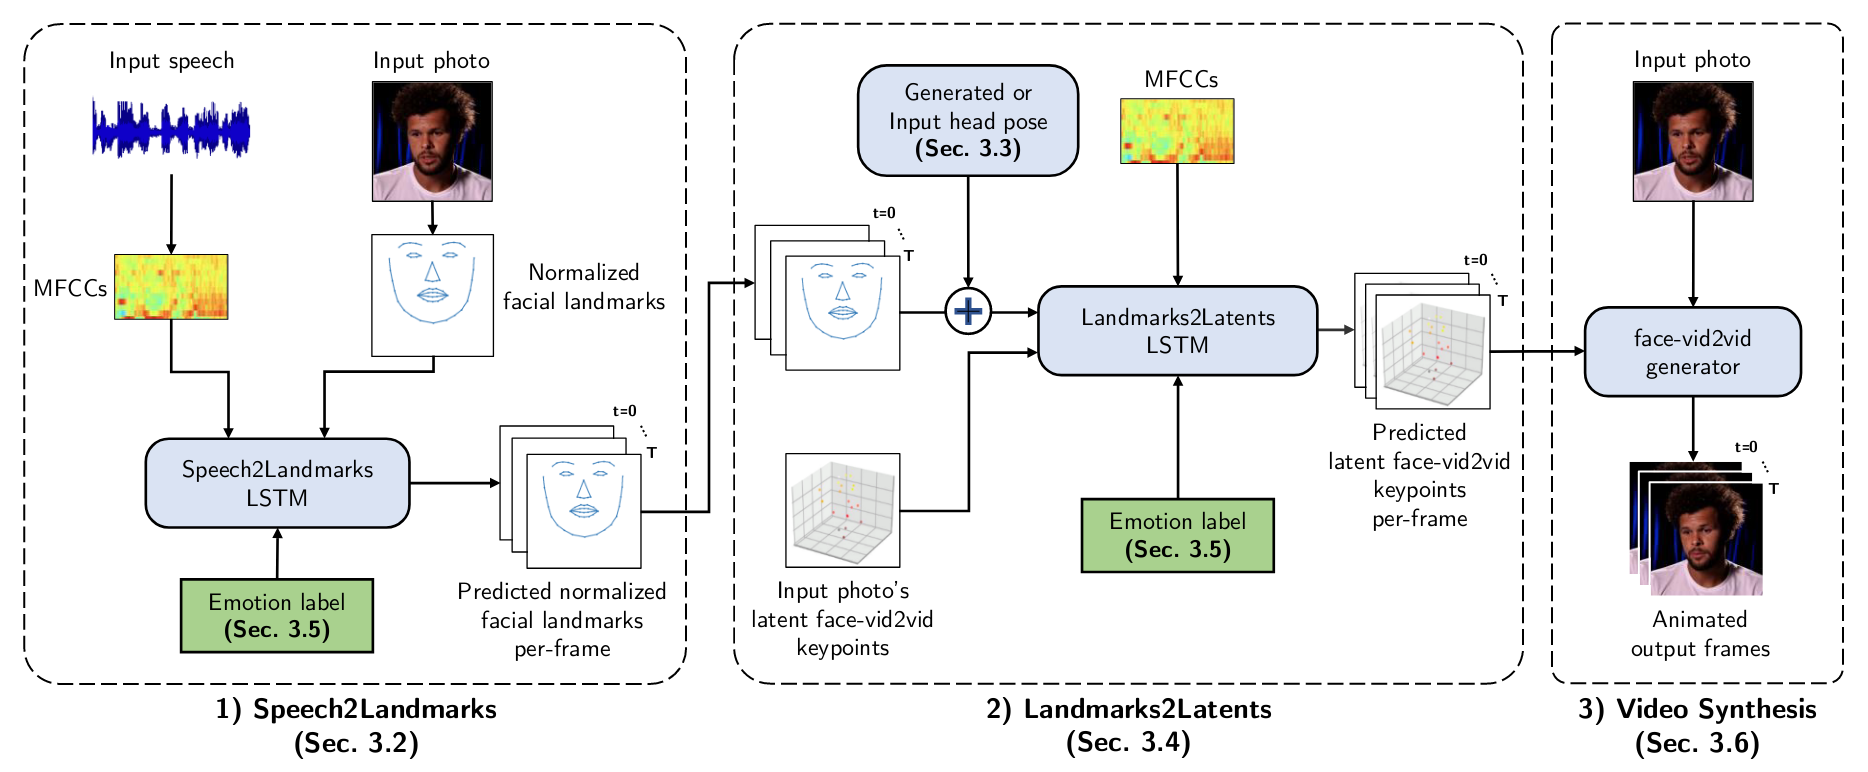 Input speech
Input photo
MFCCs
Normalized
facial landmarks
Speech2Landmarks
LSTM
t=0
T
Emotion label
(Sec. 3.5)
Predicted normalized
facial landmarks
per-frame
1) Speech2Landmarks
(Sec. 3.2)
Generated or
Input head pose
(Sec. 3.3)
MFCCs
t=0
T
Landmarks2Latents
LSTM
Input photo's
latent face-vid2vid
keypoints
Emotion label
(Sec. 3.5)
t=0
T
Predicted
latent face-vid2vid
keypoints
per-frame
2) Landmarks2Latents
(Sec. 3.4)
Input photo
face-vid2vid
generator
t=0
T
Animated
output frames
3) Video Synthesis
(Sec. 3.6)